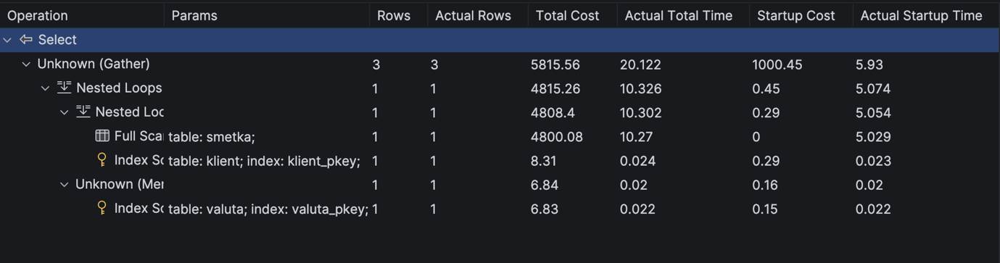 Operation Params Rows Actual Rows Total Cost Actual Total Time Startup Cost Actual Startup Time
Select
Unknown (Gather) 3 3 5815.56 20.122 1000.45 5.93
Nested Loops 1 1 4815.26 10.326 0.45 5.074
Nested Loc 1 1 4808.4 10.302 0.29 5.054
Full Scai table: smetka; 1 1 4800.08 10.27 0 5.029
Index Sc table: klient; index: klient_pkey; 1 1 8.31 0.024 0.29 0.023
Unknown (Mer 1 1 6.84 0.02 0.16 0.02
Index Sc table: valuta; index: valuta_pkey; 1 1 6.83 0.022 0.15 0.022